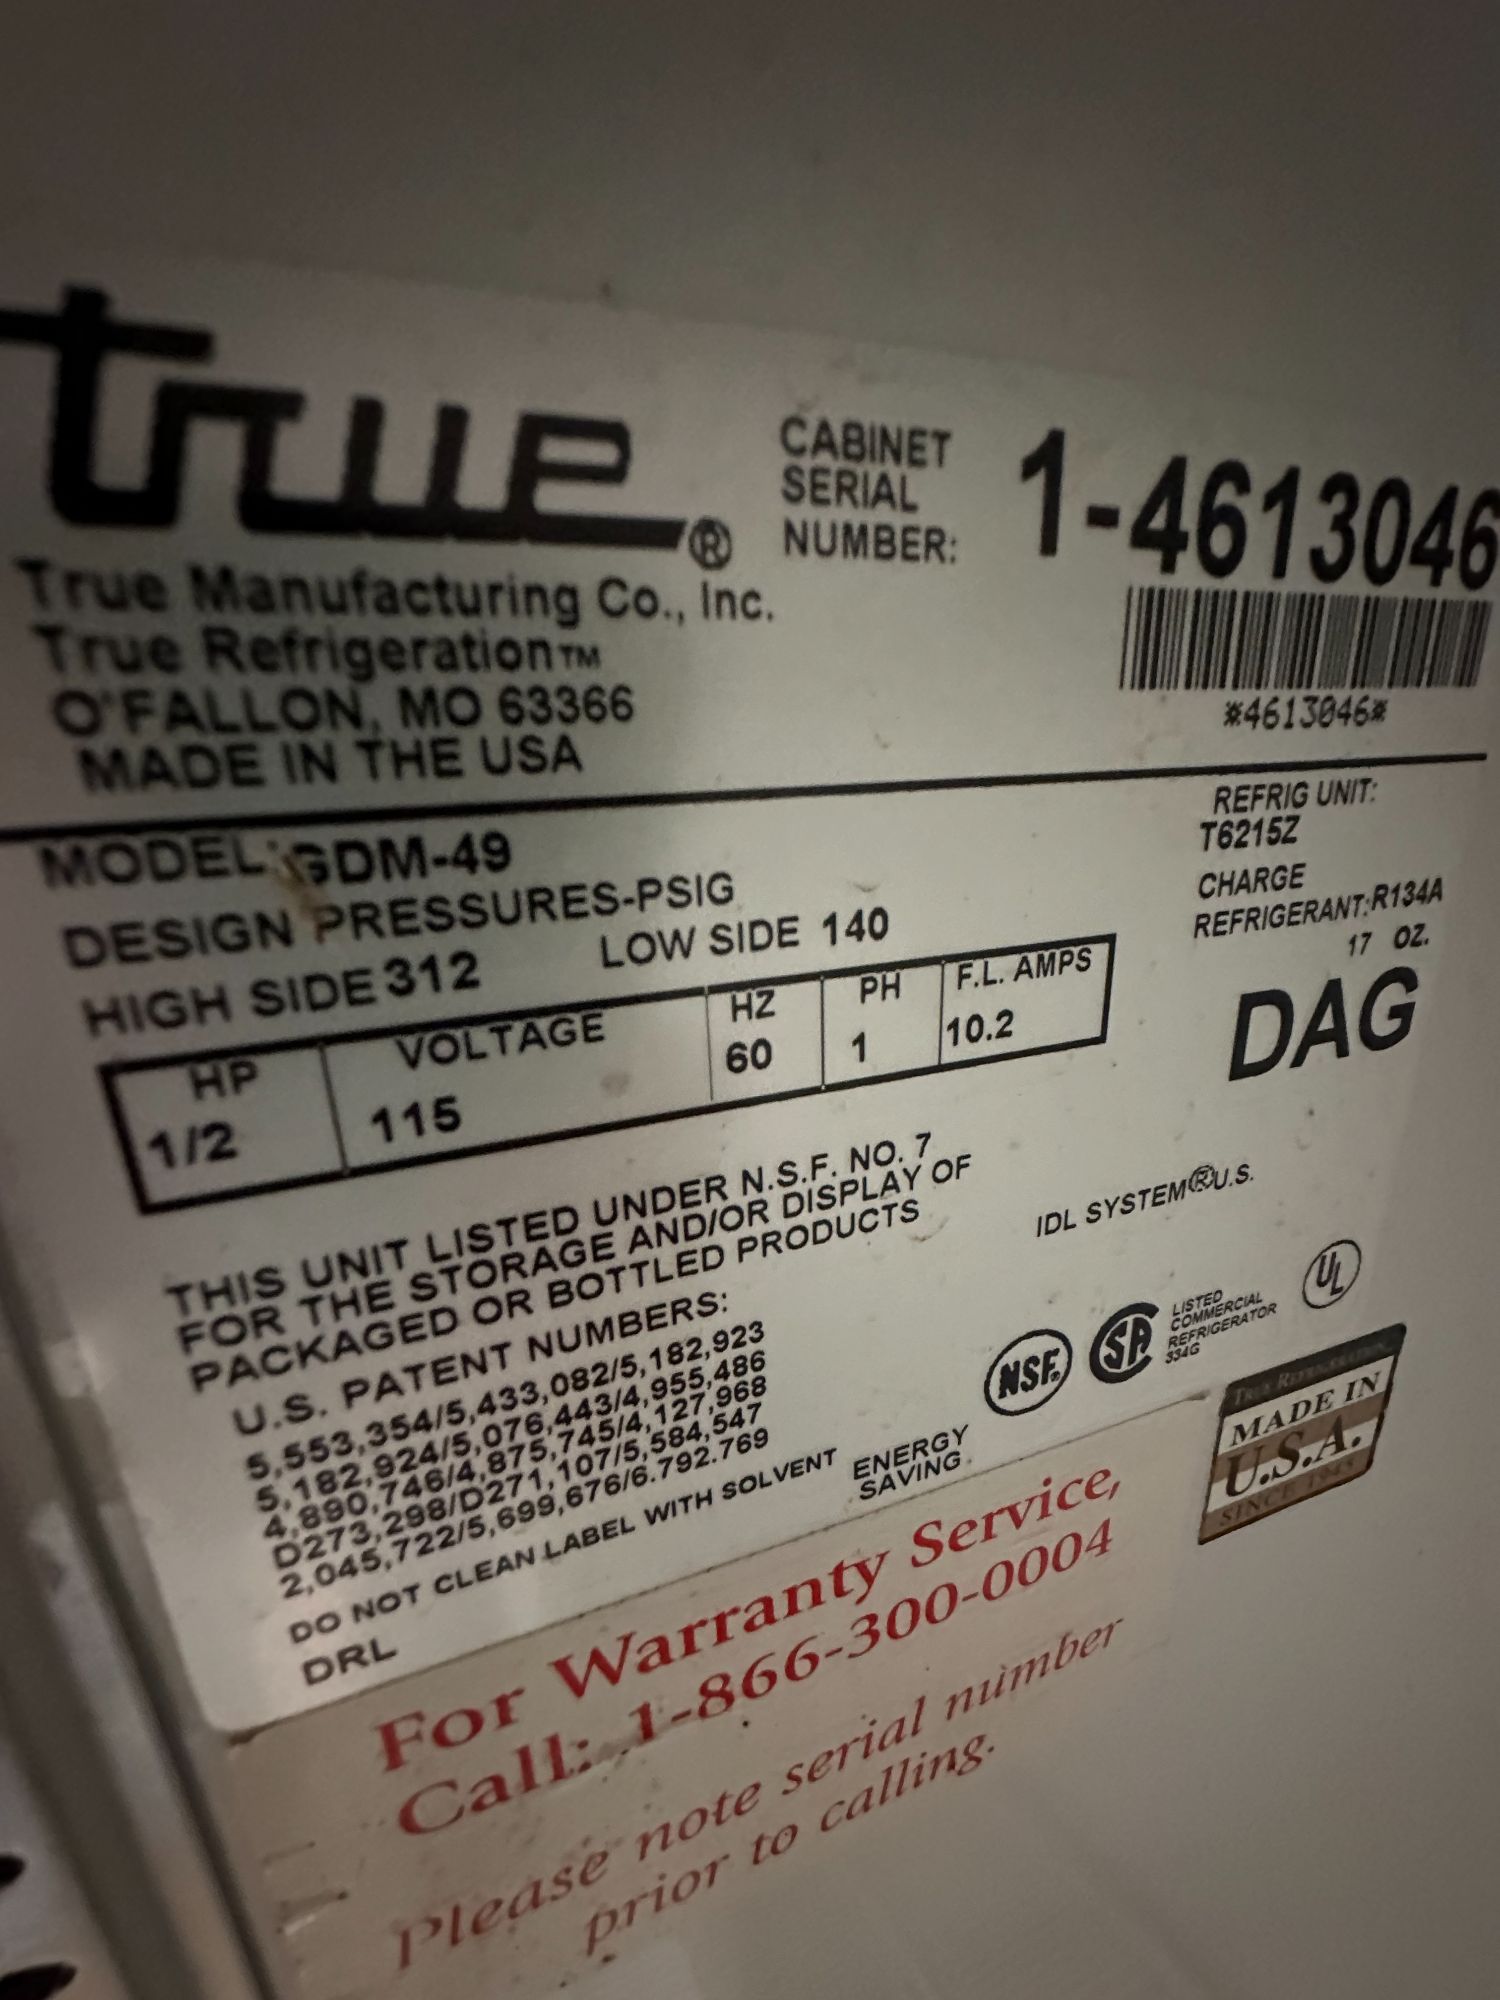 true®
CABINET
SERIAL
NUMBER:
1-4613046
*4613046*
True Manufacturing Co., Inc.
True Refrigeration™
O'FALLON, MO 63366
MADE IN THE USA
MODEL: GDM-49
DESIGN PRESSURES-PSIG
HIGH SIDE 312 LOW SIDE 140
REFRIG UNIT:
T6215Z
CHARGE
REFRIGERANT: R134A
17 OZ.
DAG
HP VOLTAGE HZ PH F.L. AMPS
1/2 115 60 1 10.2
THIS UNIT LISTED UNDER N.S.F. NO. 7
FOR THE STORAGE AND/OR DISPLAY OF
PACKAGED OR BOTTLED PRODUCTS
U.S. PATENT NUMBERS:
5,553,354/5,433,082/5,182,923
5,182,924/5,076,443/4,955,486
4,890,746/4,875,745/4,127,968
D273,298/D271,107/5,584,547
2,045,722/5,699,676/6.792.769
DO NOT CLEAN LABEL WITH SOLVENT
DRL
ENERGY
SAVING.
IDL SYSTEM®U.S.
NSF.
SA
LISTED
COMMERCIAL
REFRIGERATOR
334G
UL
TRUE REFRIGERATION
MADE IN
U.S.A.
SINCE 1945
For Warranty Service,
Call: 1-866-300-0004
Please note serial number
prior to calling.